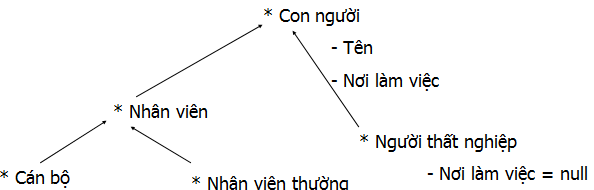 * Con người
- Tên
- Nơi làm việc
* Nhân viên
* Người thất nghiệp
- Nơi làm việc = null
* Cán bộ
* Nhân viên thường